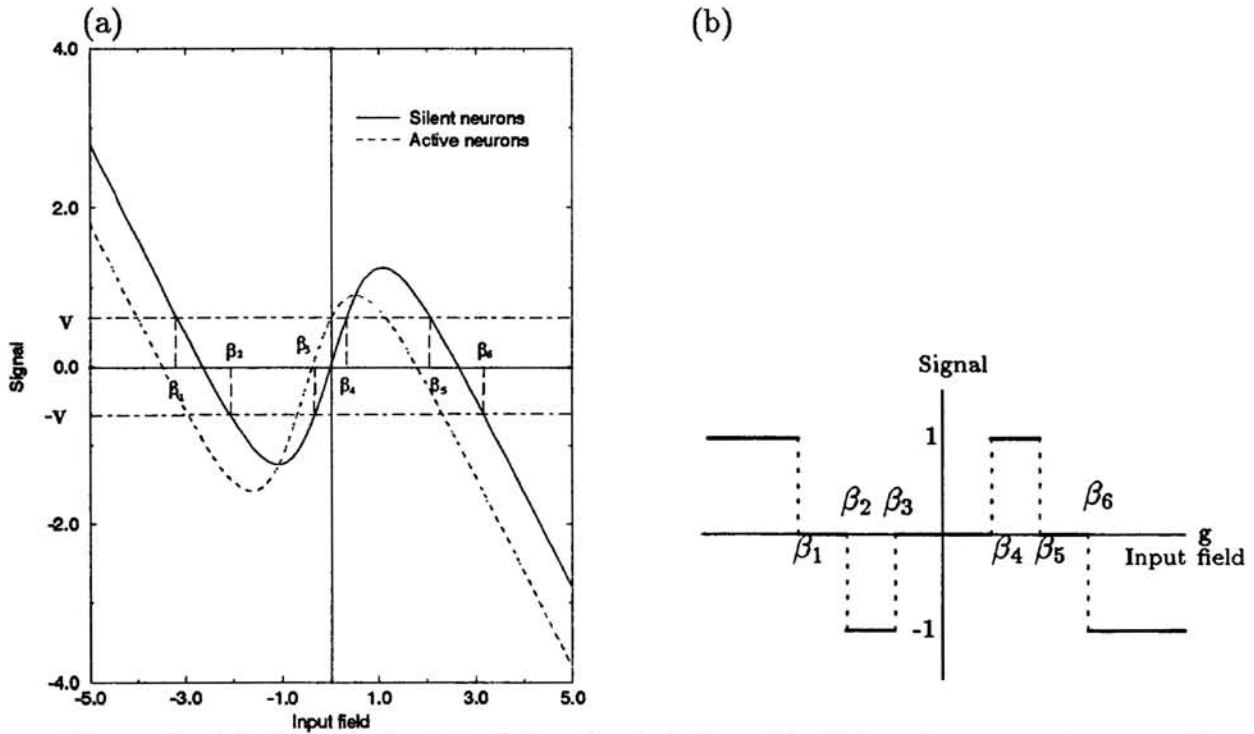 (a)
4.0
Silent neurons
Active neurons
2.0
V
β₂
β₃
β₆
Signal
0.0
β₁
β₄
β₅
-V
-2.0
-4.0
-5.0 -3.0 -1.0 1.0 3.0 5.0
Input field
(b)
Signal
1
β₂ β₃ β₆
g
β₁ β₄ β₅ Input field
-1